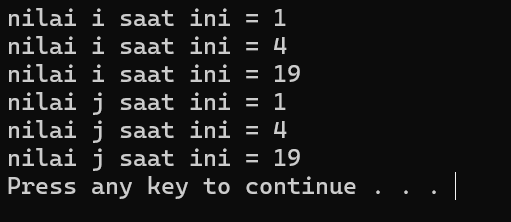 nilai i saat ini = 1
nilai i saat ini = 4
nilai i saat ini = 19
nilai j saat ini = 1
nilai j saat ini = 4
nilai j saat ini = 19
Press any key to continue . . .